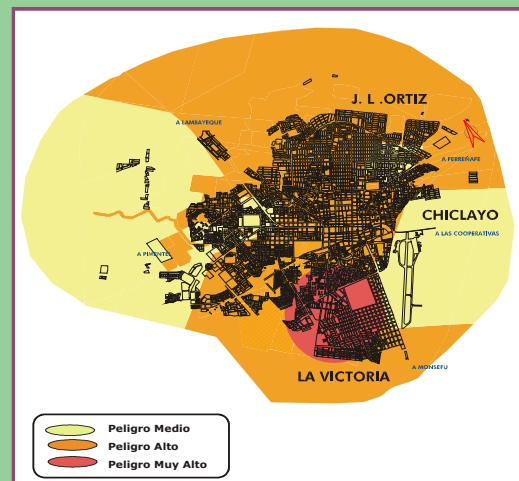 J. L .ORTIZ
A LAMBAYEQUE
A FERREÑAFE
CHICLAYO
A LAS COOPERATIVAS
A PIMENTEL
A MONSEFU
LA VICTORIA
Peligro Medio
Peligro Alto
Peligro Muy Alto